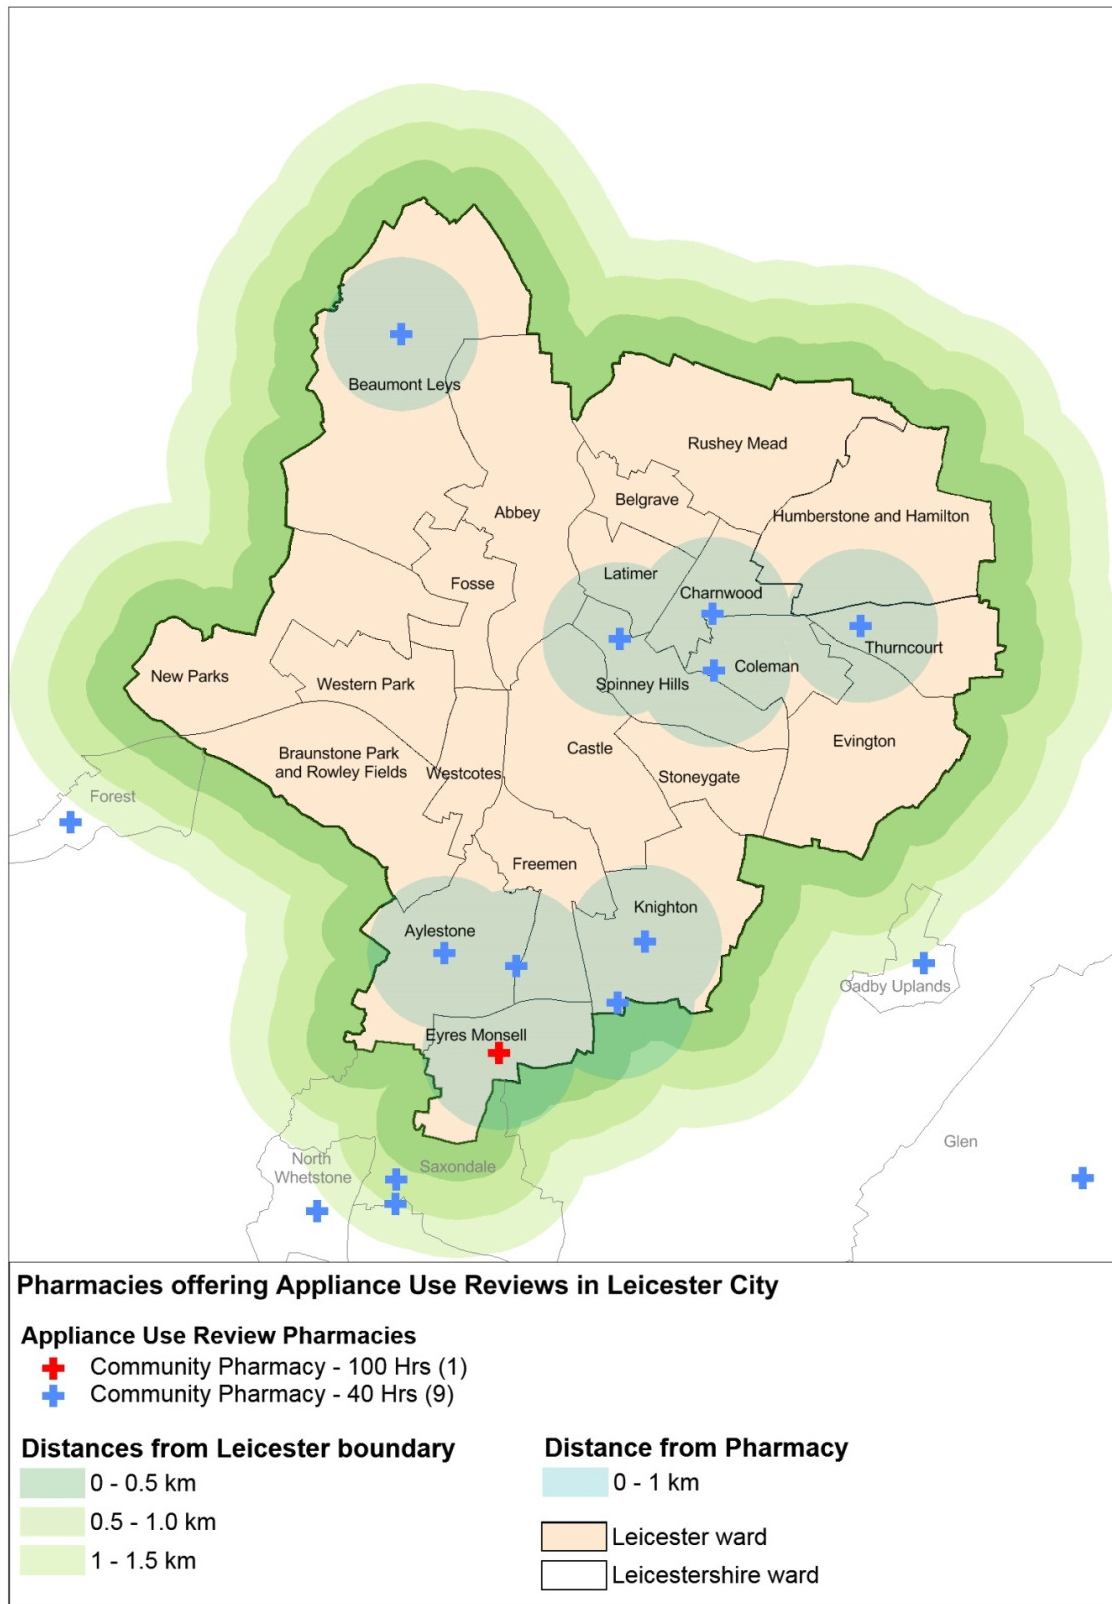 Beaumont Leys
Rushey Mead
Belgrave
Abbey
Humberstone and Hamilton
Latimer
Fosse
Charnwood
Thurncourt
Coleman
New Parks
Western Park
Spinney Hills
Evington
Castle
Braunstone Park
and Rowley Fields
Westcotes
Stoneygate
Forest
Freemen
Knighton
Aylestone
Oadby Uplands
Eyres Monsell
Glen
North
Whetstone
Saxondale
Pharmacies offering Appliance Use Reviews in Leicester City
Appliance Use Review Pharmacies
Community Pharmacy - 100 Hrs (1)
Community Pharmacy - 40 Hrs (9)
Distances from Leicester boundary
0 - 0.5 km
0.5 - 1.0 km
1 - 1.5 km
Distance from Pharmacy
0 - 1 km
Leicester ward
Leicestershire ward